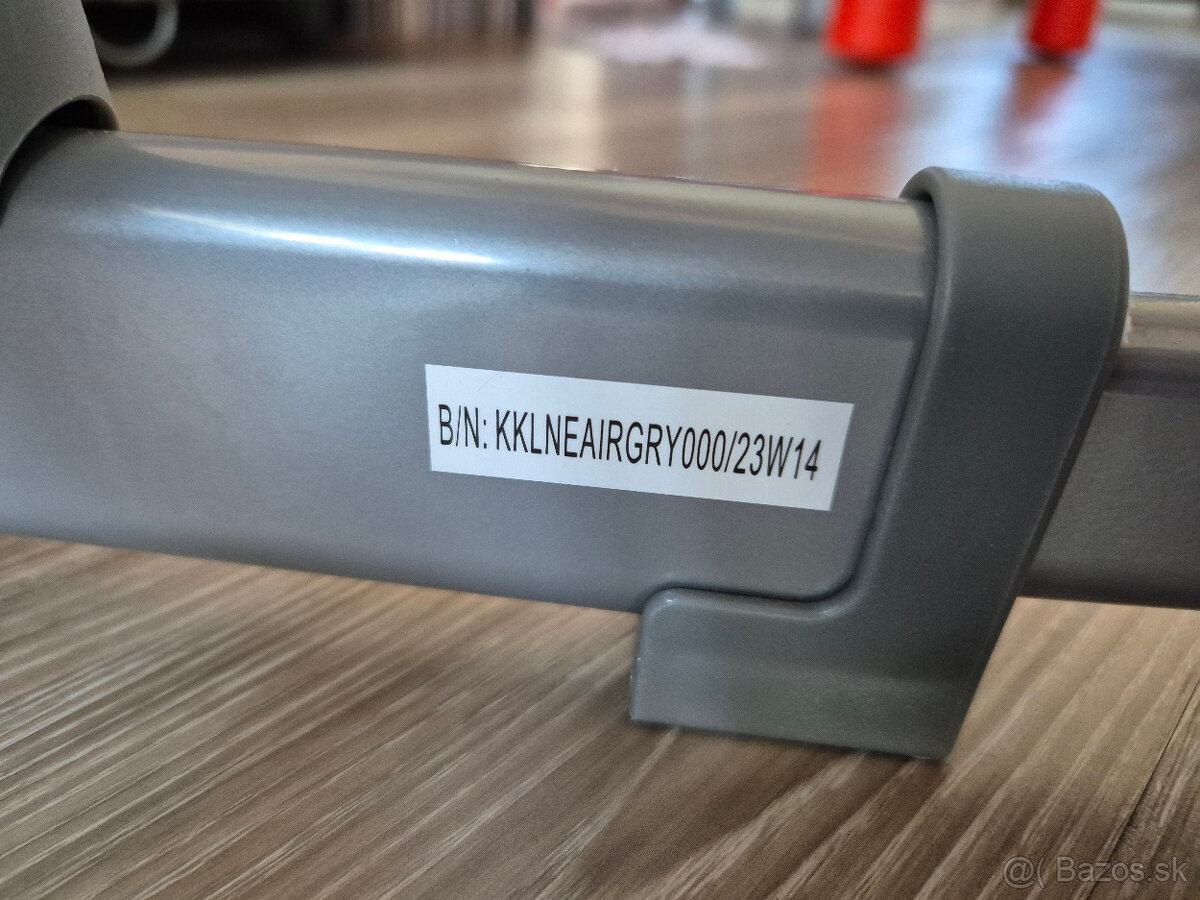 B/N: KKLNEAIRGRY000/23W14
@( Bazos.sk